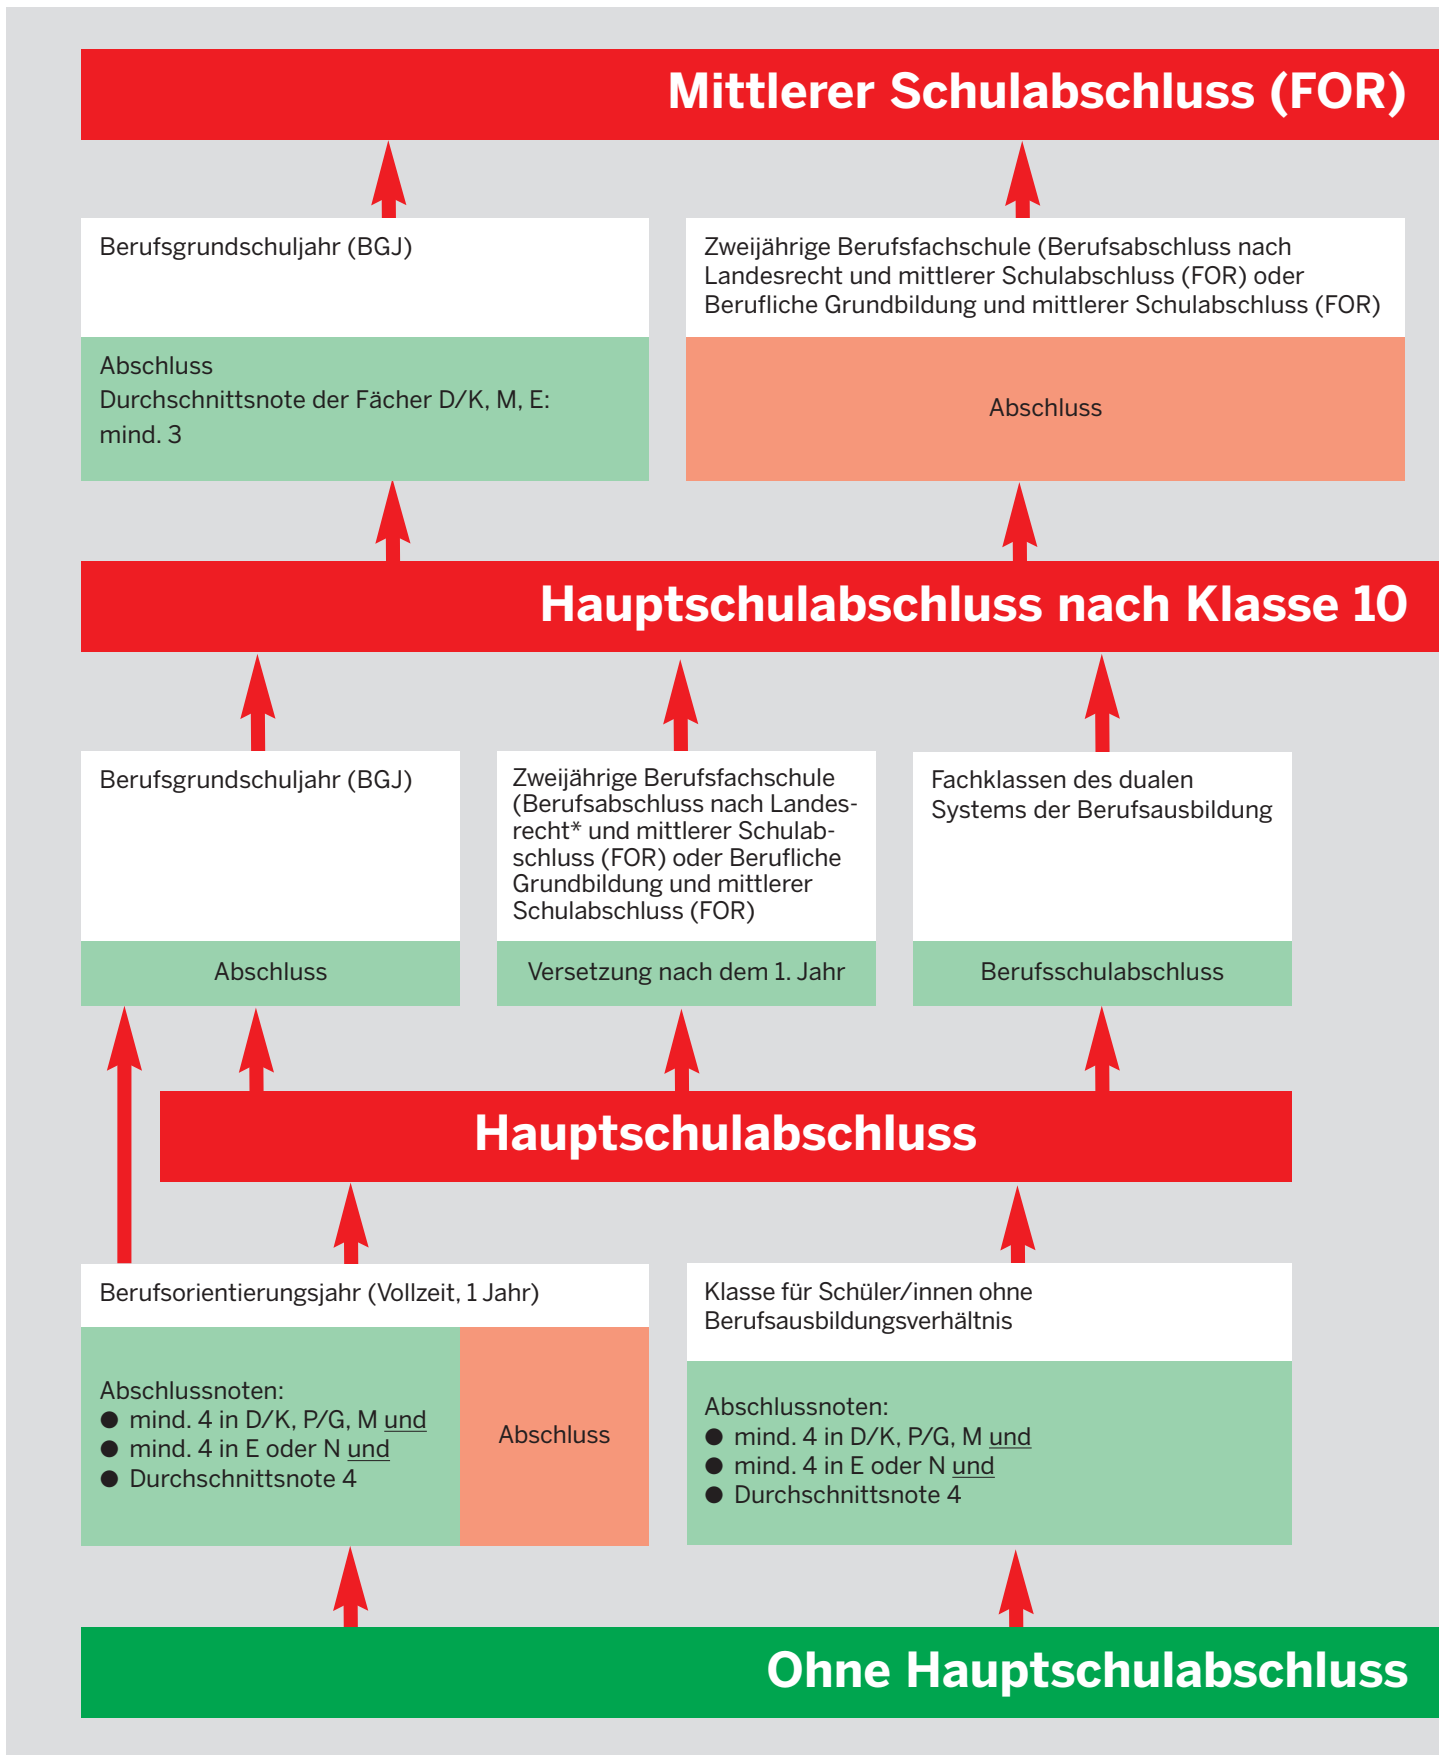 Mittlerer Schulabschluss (FOR)
Berufsgrundschuljahr (BGJ)
Abschluss
Durchschnittsnote der Fächer D/K, M, E:
mind. 3
Zweijährige Berufsfachschule (Berufsabschluss nach
Landesrecht und mittlerer Schulabschluss (FOR) oder
Berufliche Grundbildung und mittlerer Schulabschluss (FOR)
Abschluss
Hauptschulabschluss nach Klasse 10
Berufsgrundschuljahr (BGJ)
Abschluss
Zweijährige Berufsfachschule
(Berufsabschluss nach Landes-
recht* und mittlerer Schulab-
schluss (FOR) oder Berufliche
Grundbildung und mittlerer
Schulabschluss (FOR)
Versetzung nach dem 1. Jahr
Fachklassen des dualen
Systems der Berufsausbildung
Berufsschulabschluss
Hauptschulabschluss
Berufsorientierungsjahr (Vollzeit, 1 Jahr)
Abschlussnoten:
● mind. 4 in D/K, P/G, M und
● mind. 4 in E oder N und
● Durchschnittsnote 4
Abschluss
Klasse für Schüler/innen ohne
Berufsausbildungsverhältnis
Abschlussnoten:
● mind. 4 in D/K, P/G, M und
● mind. 4 in E oder N und
● Durchschnittsnote 4
Ohne Hauptschulabschluss